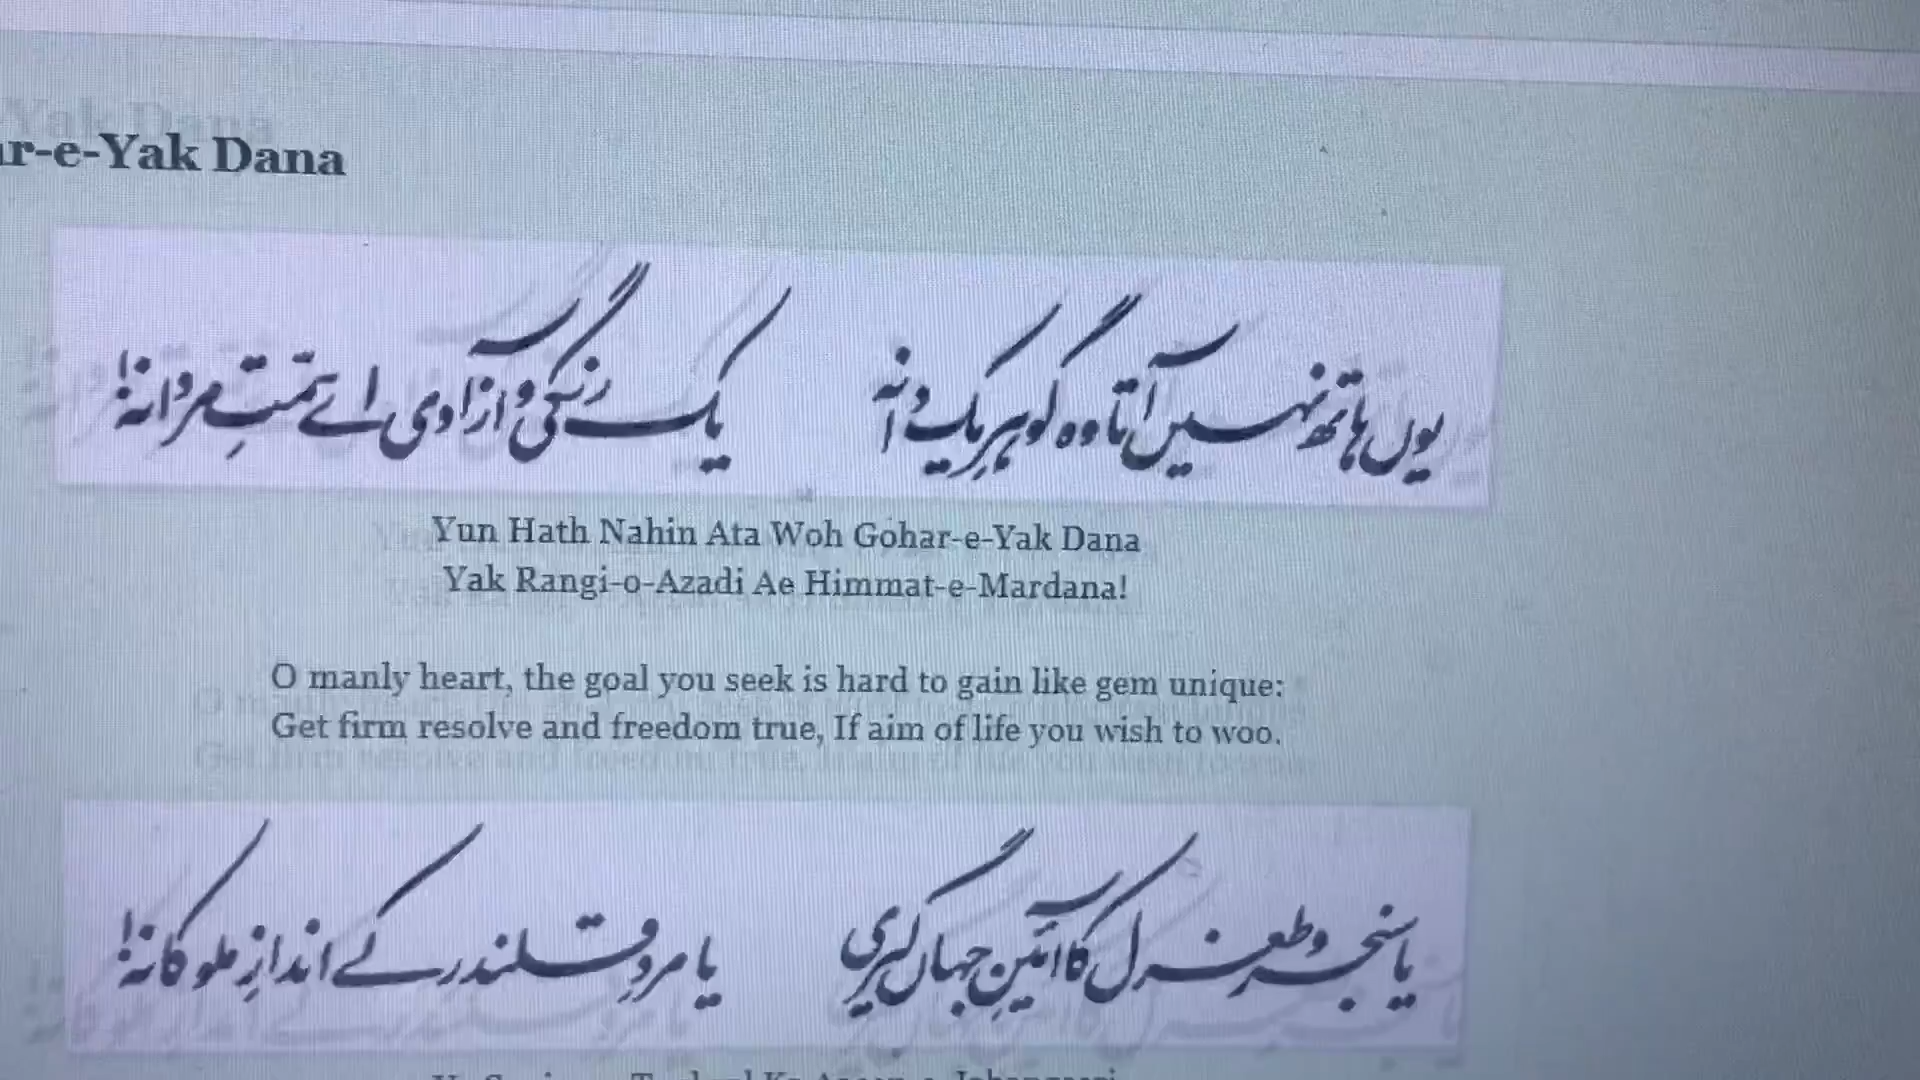 ar-e-Yak Dana
یوں ہاتھ نہیں آتا وہ گوہرِ یک دانہ
یک رنگی و آزادی اے ہمتِ مردانہ!
Yun Hath Nahin Ata Woh Gohar-e-Yak Dana
Yak Rangi-o-Azadi Ae Himmat-e-Mardana!
O manly heart, the goal you seek is hard to gain like gem unique:
Get firm resolve and freedom true, If aim of life you wish to woo.
یا سنجر و طغرل کا آئینِ جہاں گیری
یا مردِ قلندر کے اندازِ ملوکانہ!